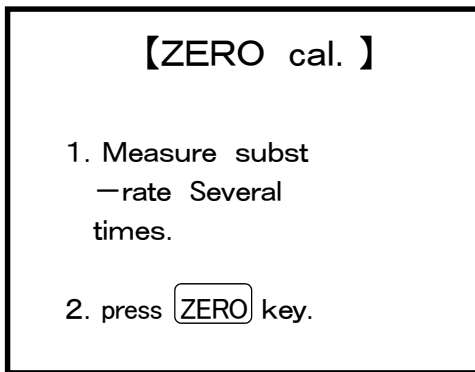 【ZERO cal. 】
1. Measure subst
－rate Several
times.
2. press ZERO key.